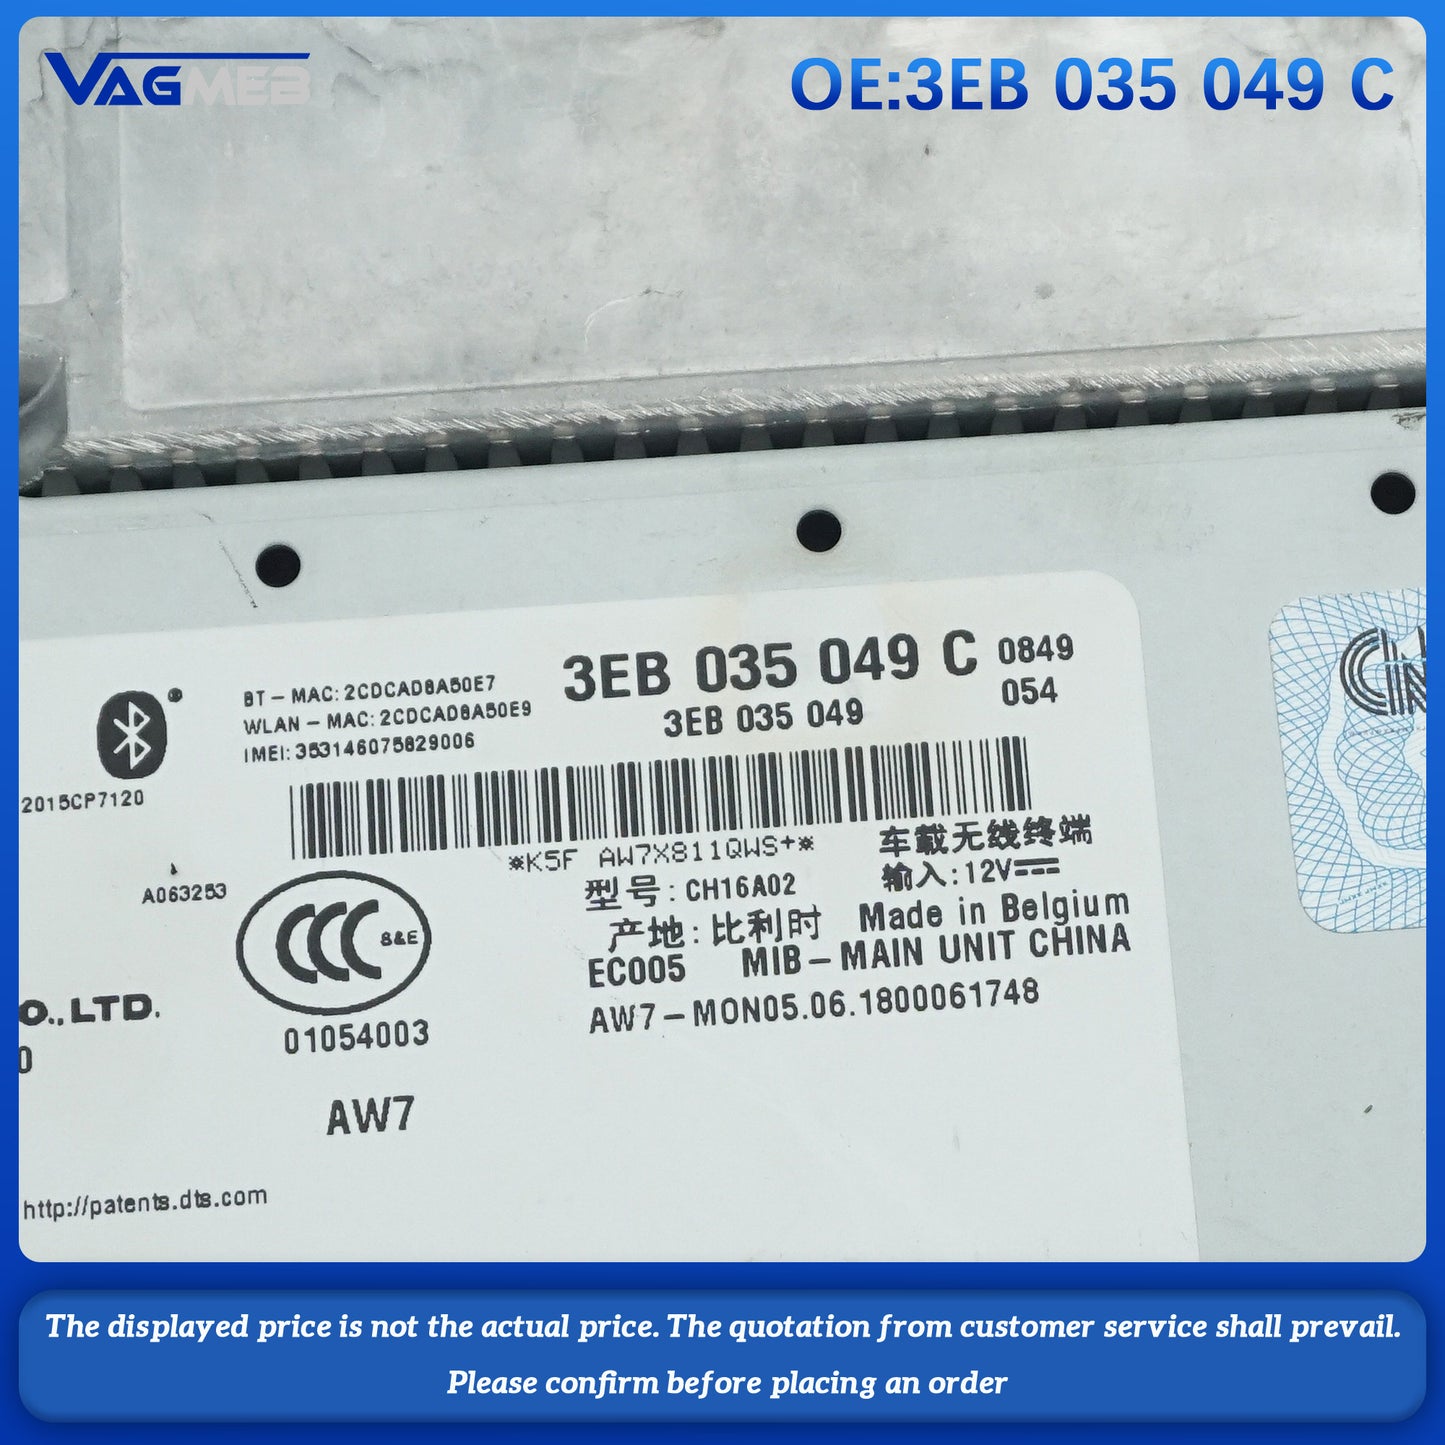 VAGMEB
OE:3EB 035 049 C
3EB 035 049 C 0849
3EB 035 049 054
BT-MAC:2CDCAD8A50E7
WLAN-MAC:2CDCAD8A50E9
IMEI:353146075829006
2015CP7120
*K5F AW7X811QWS+*
车载无线终端
A063253
型号:CH16A02 输入:12V
产地:比利时 Made in Belgium
EC005 MIB-MAIN UNIT CHINA
AW7-MON05.06.1800061748
S&E
O.,LTD.
0
01054003
AW7
http://patents.dts.com
The displayed price is not the actual price. The quotation from customer service shall prevail.
Please confirm before placing an order